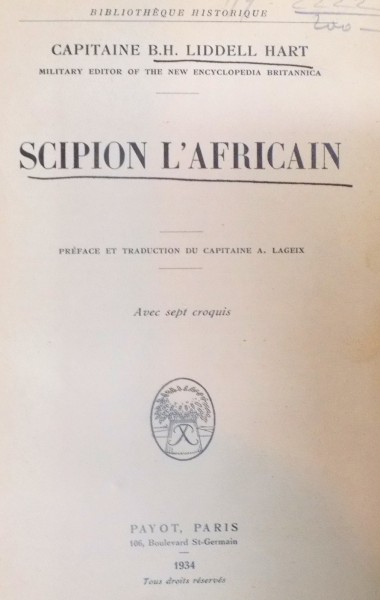 BIBLIOTHÈQUE HISTORIQUE
CAPITAINE B.H. LIDDELL HART
MILITARY EDITOR OF THE NEW ENCYCLOPEDIA BRITANNICA
SCIPION L'AFRICAIN
PRÉFACE ET TRADUCTION DU CAPITAINE A. LAGEIX
Avec sept croquis
PAYOT, PARIS
106, Boulevard St-Germain
1934
Tous droits réservés